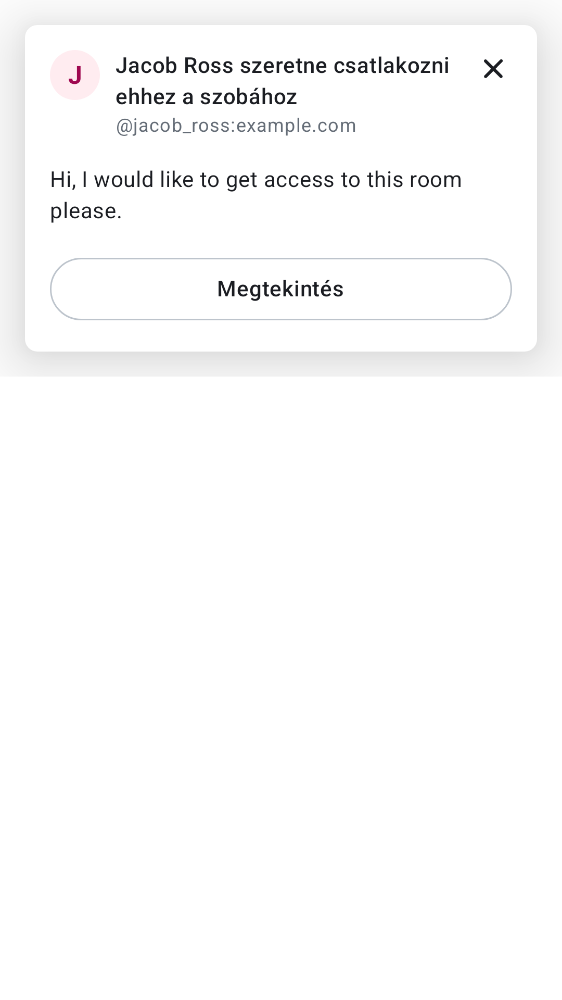 J
Jacob Ross szeretne csatlakozni
ehhez a szobához
@jacob_ross:example.com
Hi, I would like to get access to this room
please.
Megtekintés